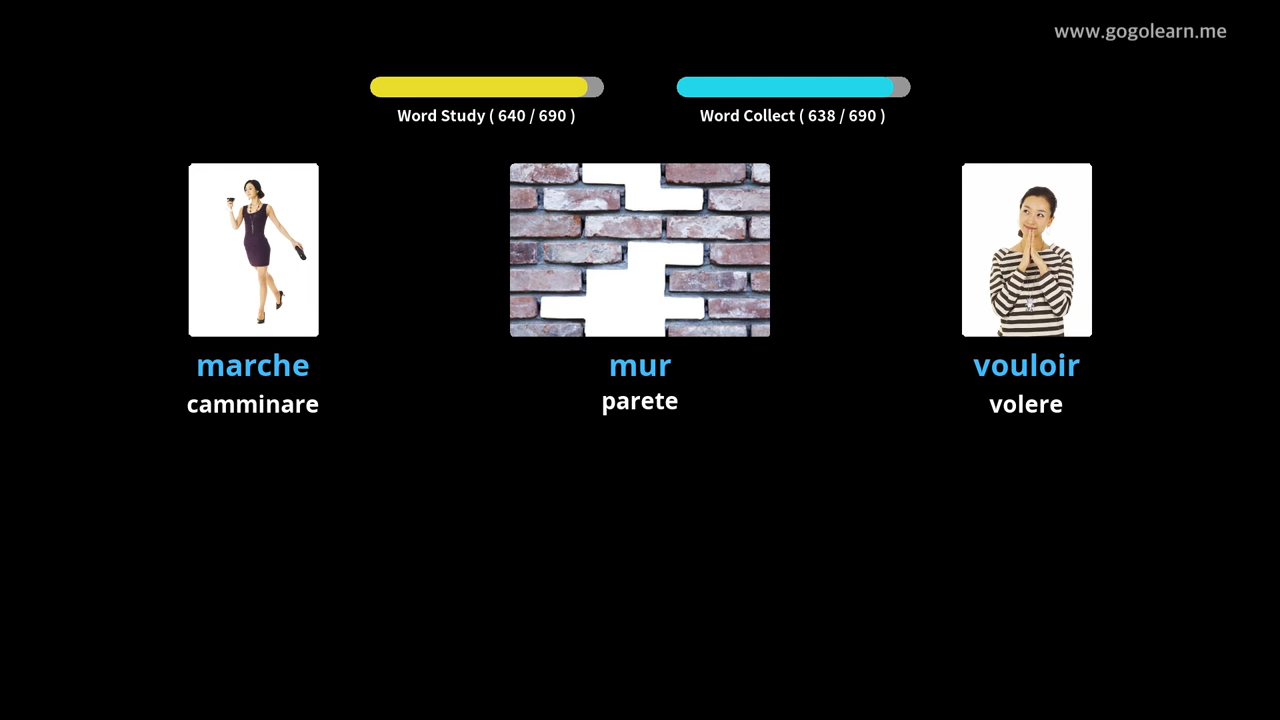 www.gogolearn.me
Word Study ( 640 / 690 )
Word Collect ( 638 / 690 )
marche
mur
vouloir
camminare
parete
volere